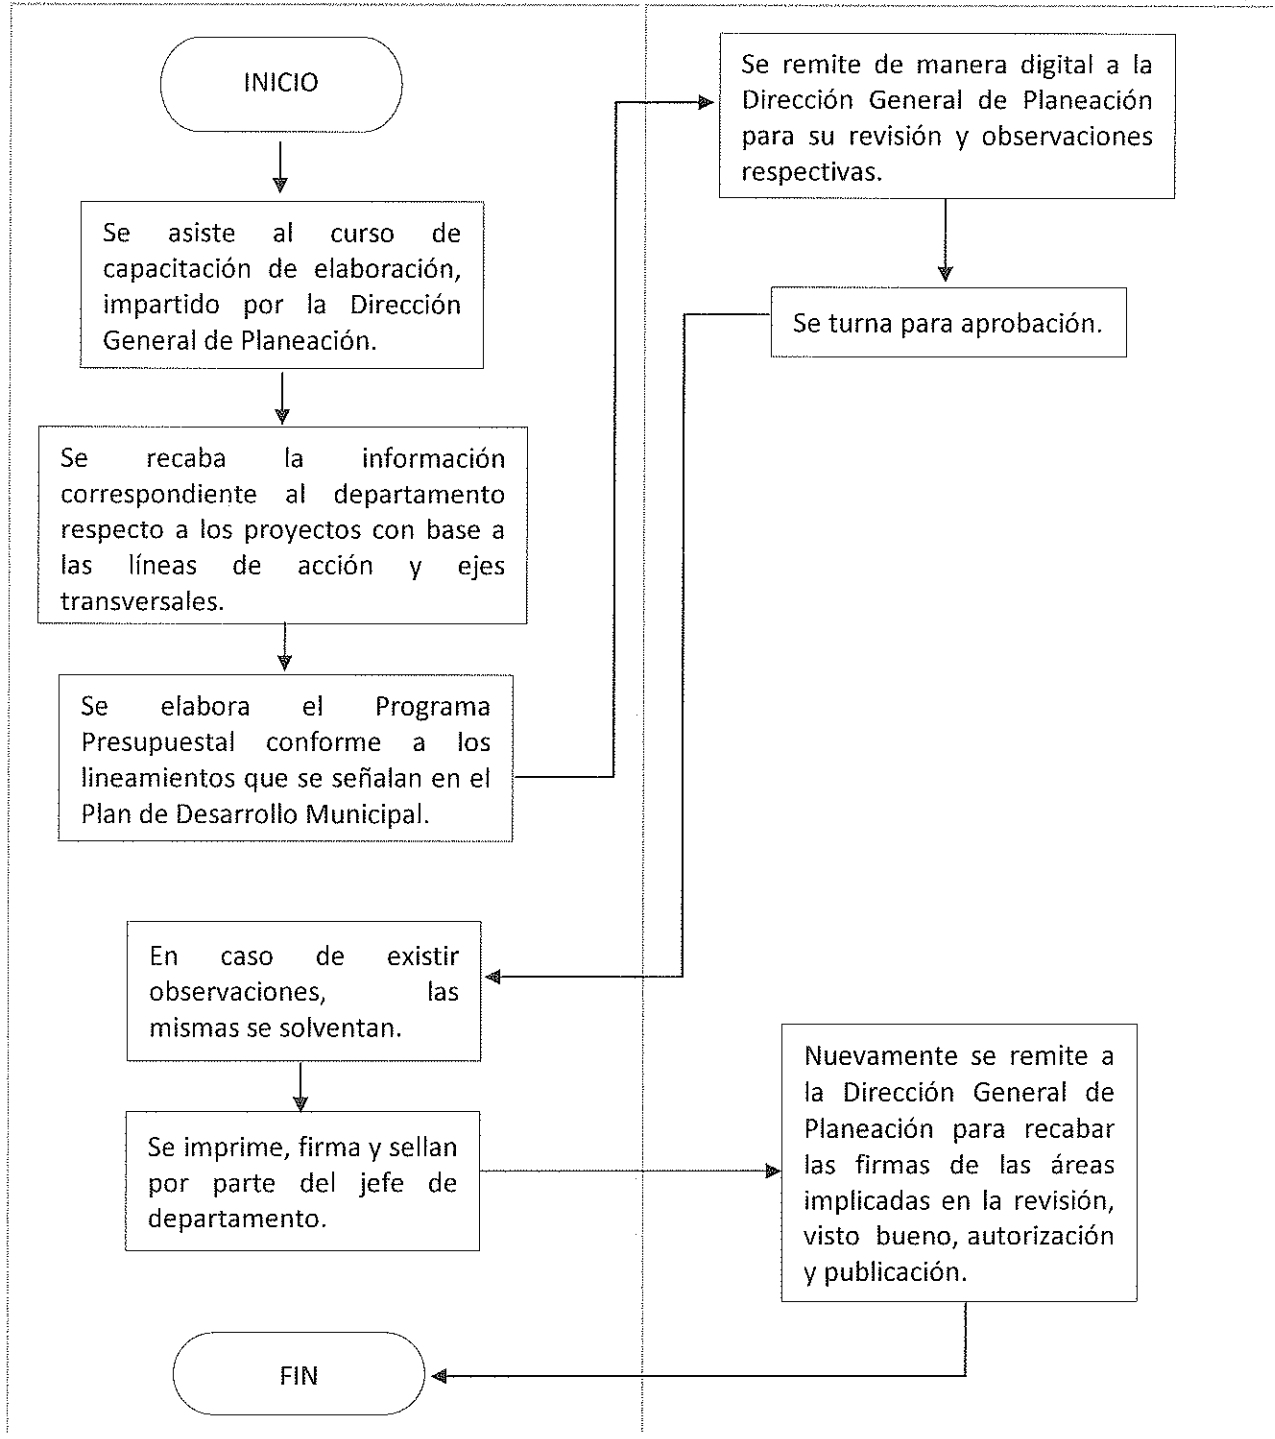 INICIO
Se asiste al curso de
capacitación de elaboración,
impartido por la Dirección
General de Planeación.
Se recaba la información
correspondiente al departamento
respecto a los proyectos con base a
las líneas de acción y ejes
transversales.
Se elabora el Programa
Presupuestal conforme a los
lineamientos que se señalan en el
Plan de Desarrollo Municipal.
Se remite de manera digital a la
Dirección General de Planeación
para su revisión y observaciones
respectivas.
Se turna para aprobación.
En caso de existir
observaciones, las
mismas se solventan.
Se imprime, firma y sellan
por parte del jefe de
departamento.
Nuevamente se remite a
la Dirección General de
Planeación para recabar
las firmas de las áreas
implicadas en la revisión,
visto bueno, autorización
y publicación.
FIN